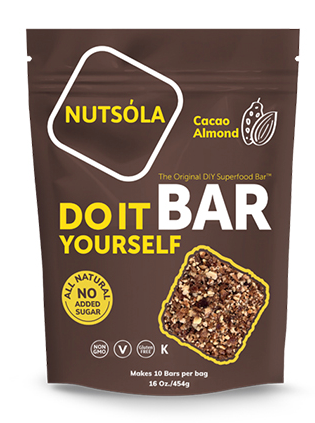 NUTSÓLA
Cacao
Almond
The Original DIY Superfood Bar™
DO IT BAR
YOURSELF
ALL NATURAL
NO
ADDED
SUGAR
NON
GMO
V
Gluten
FREE
K
Makes 10 Bars per bag
16 Oz./454g